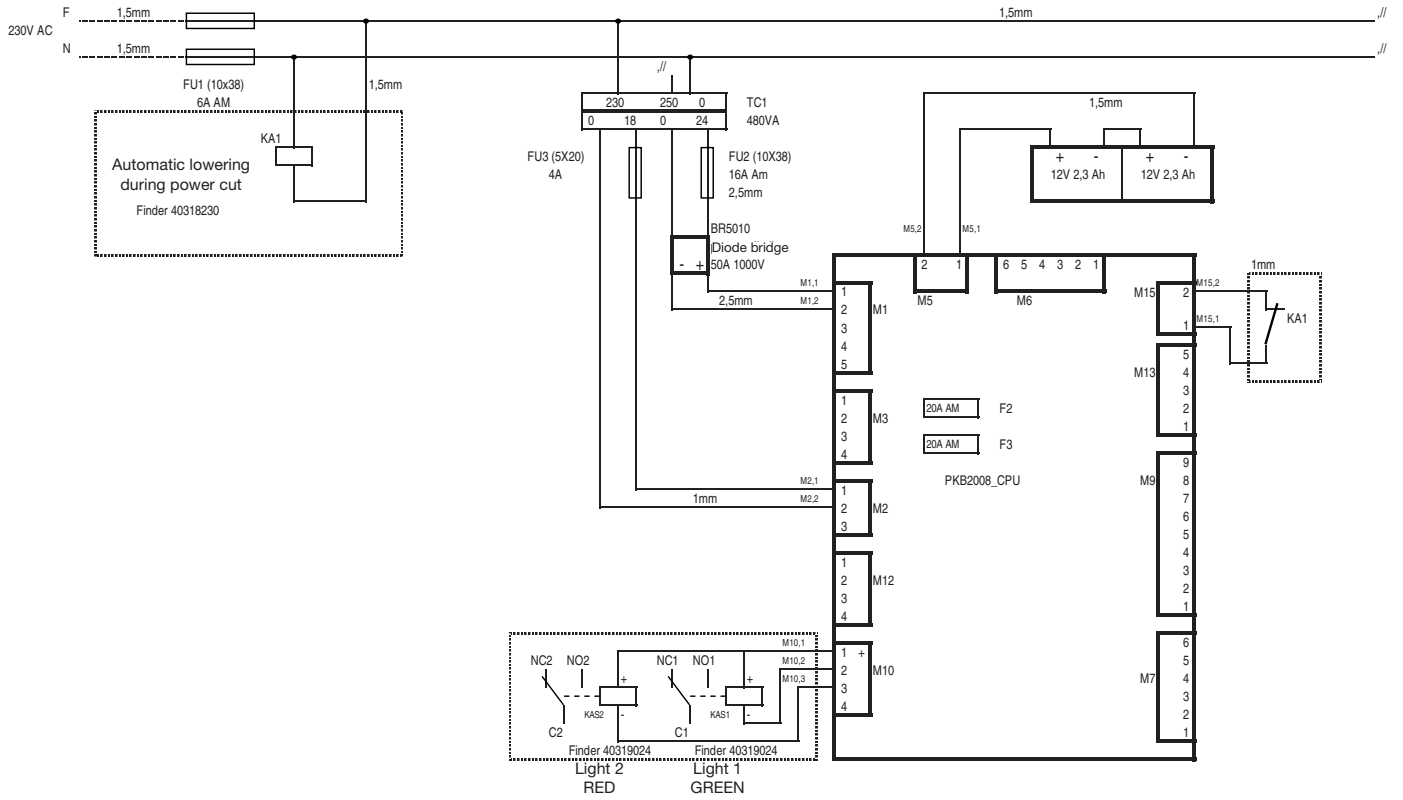 F
1,5mm
1,5mm
,//
230V AC
N
1,5mm
,//
FU1 (10x38)
6A AM
1,5mm
,//
230 250 0
TC1
0 18 0 24
480VA
1,5mm
KA1
Automatic lowering
during power cut
Finder 40318230
FU3 (5X20)
4A
FU2 (10X38)
16A Am
2,5mm
+ - + -
12V 2,3 Ah 12V 2,3 Ah
BR5010
Diode bridge
50A 1000V
- +
M5,2 M5,1
2 1
M5
6 5 4 3 2 1
M6
M1,1
2,5mm
M1,2
1
2
3
4
5
M1
1mm
M15
2
1
M15,2
M15,1
KA1
1
2
3
4
M3
20A AM F2
20A AM F3
PKB2008_CPU
M13
5
4
3
2
1
M2,1
1mm
M2,2
1
2
3
M2
M9
9
8
7
6
5
4
3
2
1
1
2
3
4
M12
M10,1
M10,2
M10,3
1 +
2
3
4
M10
M7
6
5
4
3
2
1
NC2 NO2 NC1 NO1
+ +
KAS2 - KAS1 -
C2 C1
Finder 40319024 Finder 40319024
Light 2 Light 1
RED GREEN